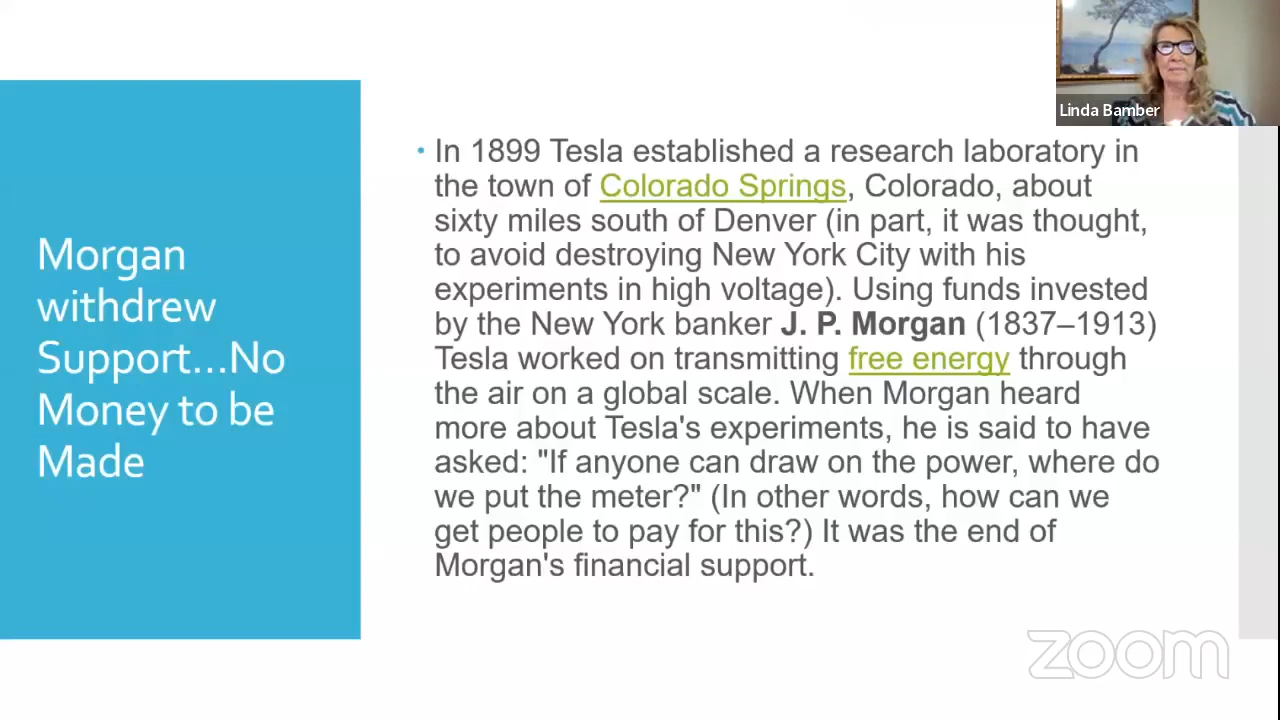 Linda Bamber
Morgan
withdrew
Support...No
Money to be
Made
• In 1899 Tesla established a research laboratory in
the town of Colorado Springs, Colorado, about
sixty miles south of Denver (in part, it was thought,
to avoid destroying New York City with his
experiments in high voltage). Using funds invested
by the New York banker J. P. Morgan (1837–1913)
Tesla worked on transmitting free energy through
the air on a global scale. When Morgan heard
more about Tesla's experiments, he is said to have
asked: "If anyone can draw on the power, where do
we put the meter?" (In other words, how can we
get people to pay for this?) It was the end of
Morgan's financial support.
zoom